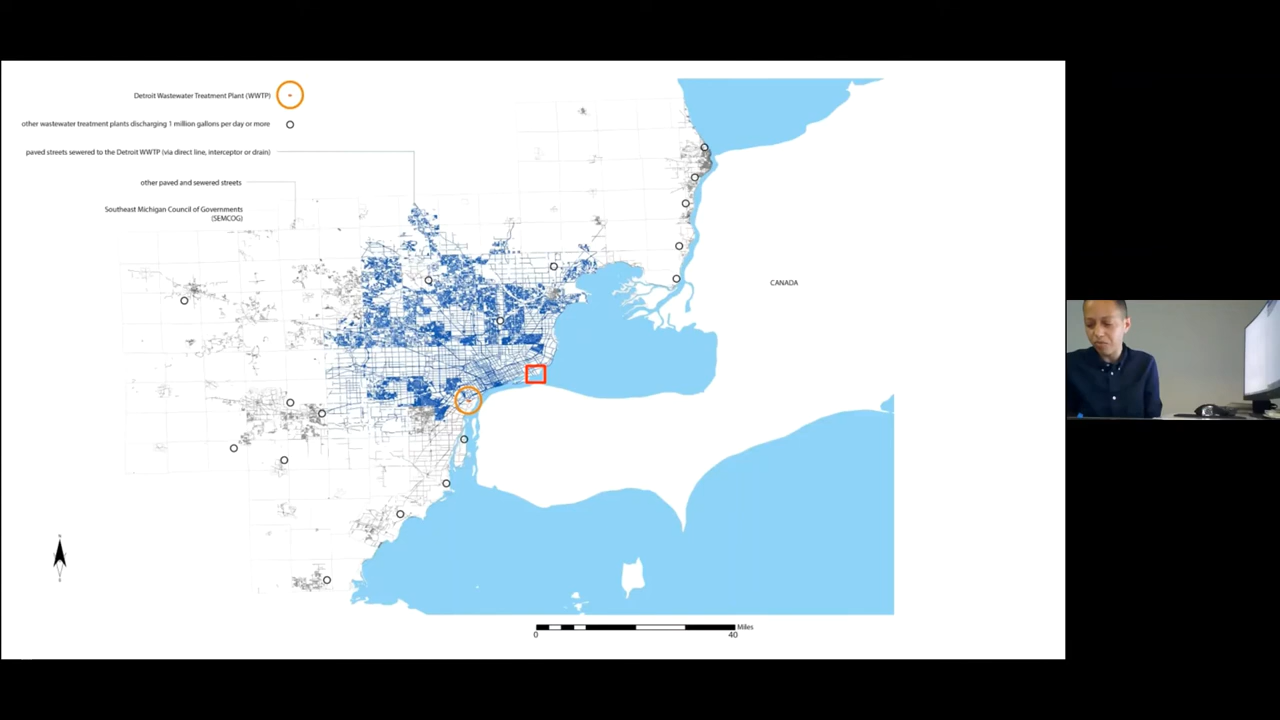 Detroit Wastewater Treatment Plant (WWTP)
other wastewater treatment plants discharging 1 million gallons per day or more
paved streets sewered to the Detroit WWTP (via direct line, interceptor or drain)
other paved and sewered streets
Southeast Michigan Council of Governments
(SEMCOG)
CANADA
N
S
Miles
0
40